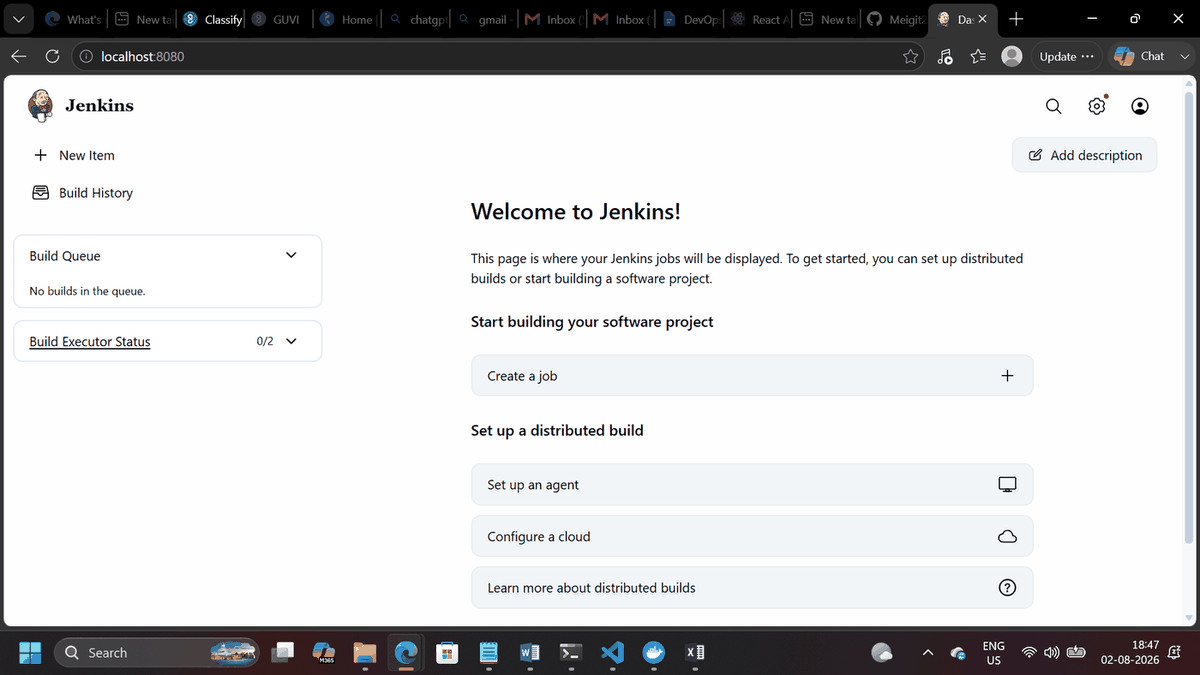 What's
New ta
Classify
GUVI
Home
chatgpt
gmail -
Inbox (
Inbox (
DevOp
React A
New ta
Meigit2
Da
localhost:8080
Update
Chat
Jenkins
New Item
Add description
Build History
Welcome to Jenkins!
Build Queue
This page is where your Jenkins jobs will be displayed. To get started, you can set up distributed
builds or start building a software project.
No builds in the queue.
Start building your software project
Build Executor Status 0/2
Create a job
Set up a distributed build
Set up an agent
Configure a cloud
Learn more about distributed builds
Search
M365
ENG
US
18:47
02-08-2026